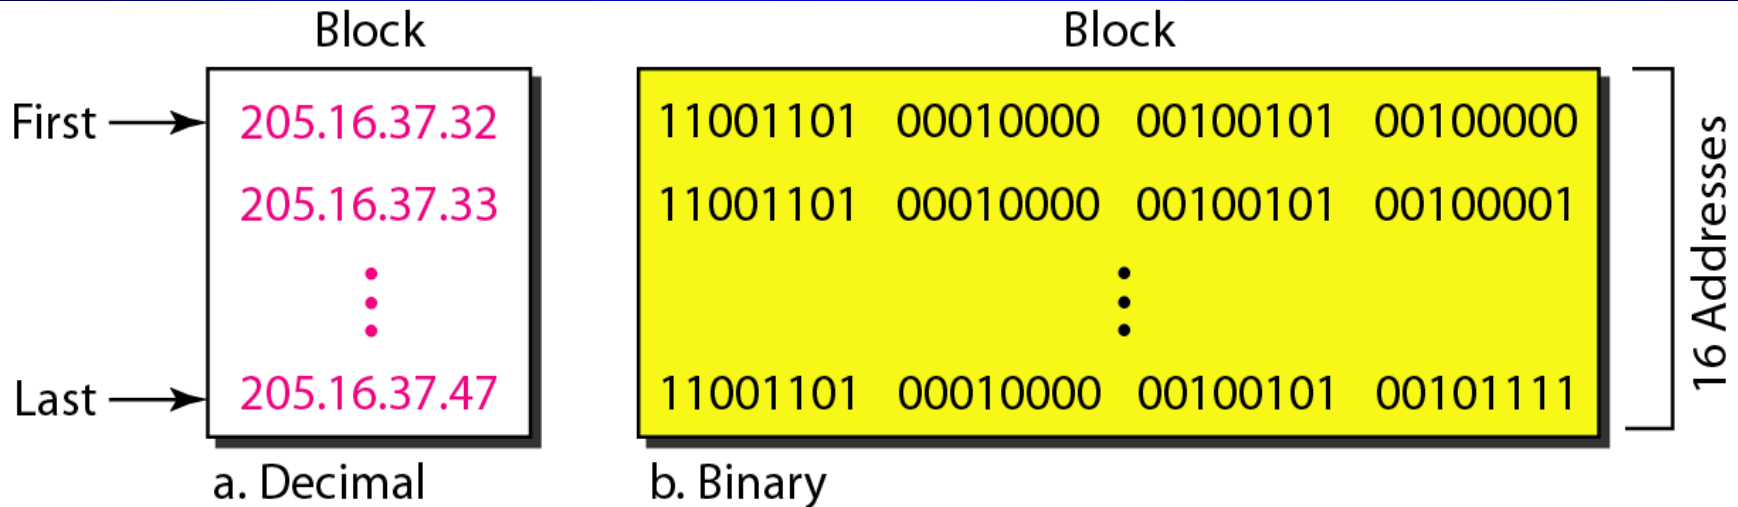 Block
Block
First
205.16.37.32
11001101 00010000 00100101 00100000
205.16.37.33
11001101 00010000 00100101 00100001
Last
205.16.37.47
11001101 00010000 00100101 00101111
16 Addresses
a. Decimal
b. Binary